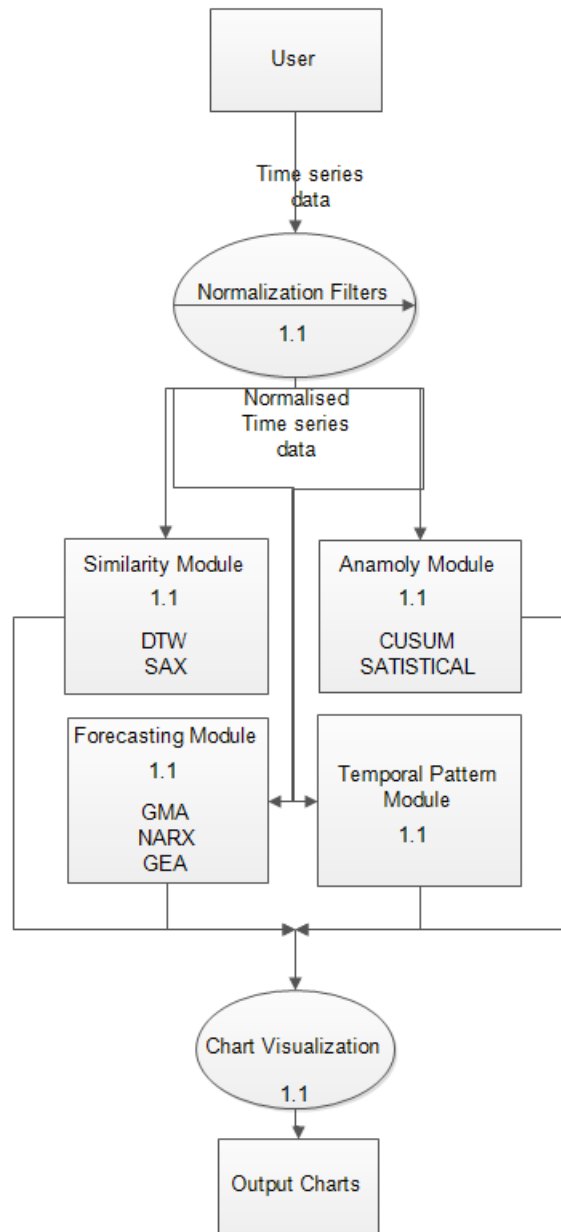 User
Time series
data
Normalization Filters
1.1
Normalised
Time series
data
Similarity Module
1.1
DTW
SAX
Anamoly Module
1.1
CUSUM
SATISTICAL
Forecasting Module
1.1
GMA
NARX
GEA
Temporal Pattern
Module
1.1
Chart Visualization
1.1
Output Charts